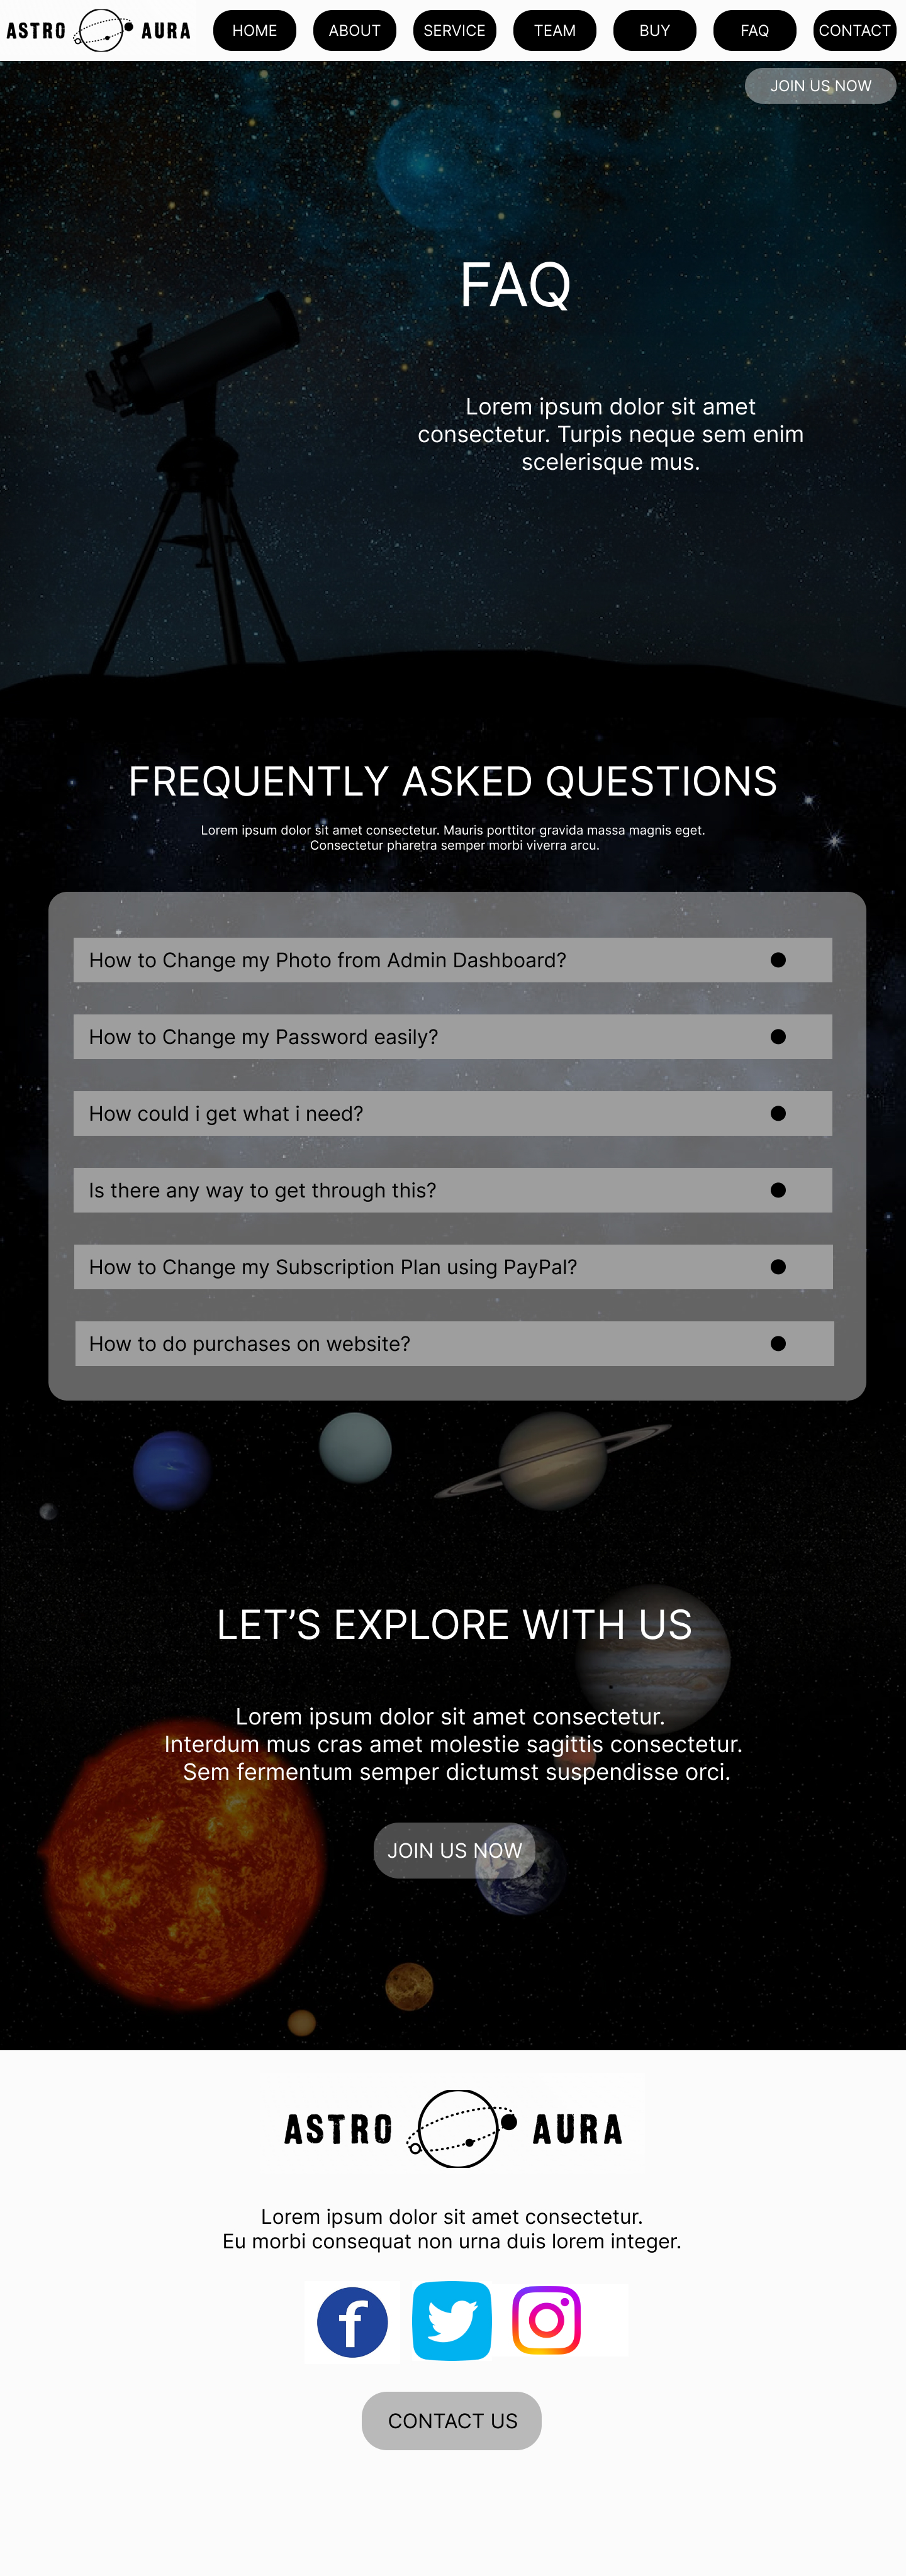 ASTRO AURA
HOME
ABOUT
SERVICE
TEAM
BUY
FAQ
CONTACT
JOIN US NOW
FAQ
Lorem ipsum dolor sit amet
consectetur. Turpis neque sem enim
scelerisque mus.
FREQUENTLY ASKED QUESTIONS
Lorem ipsum dolor sit amet consectetur. Mauris porttitor gravida massa magnis eget.
Consectetur pharetra semper morbi viverra arcu.
How to Change my Photo from Admin Dashboard?
How to Change my Password easily?
How could i get what i need?
Is there any way to get through this?
How to Change my Subscription Plan using PayPal?
How to do purchases on website?
LET’S EXPLORE WITH US
Lorem ipsum dolor sit amet consectetur.
Interdum mus cras amet molestie sagittis consectetur.
Sem fermentum semper dictumst suspendisse orci.
JOIN US NOW
ASTRO AURA
Lorem ipsum dolor sit amet consectetur.
Eu morbi consequat non urna duis lorem integer.
CONTACT US